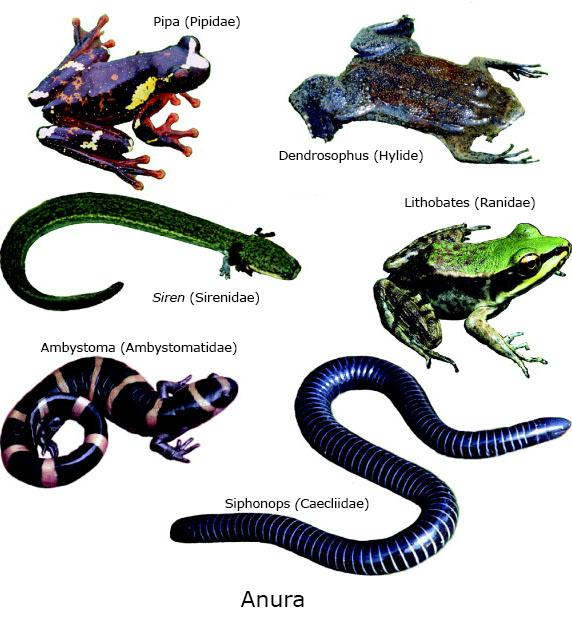 Pipa (Pipidae)
Dendrosophus (Hylide)
Lithobates (Ranidae)
Siren (Sirenidae)
Ambystoma (Ambystomatidae)
Siphonops (Caecliidae)
Anura